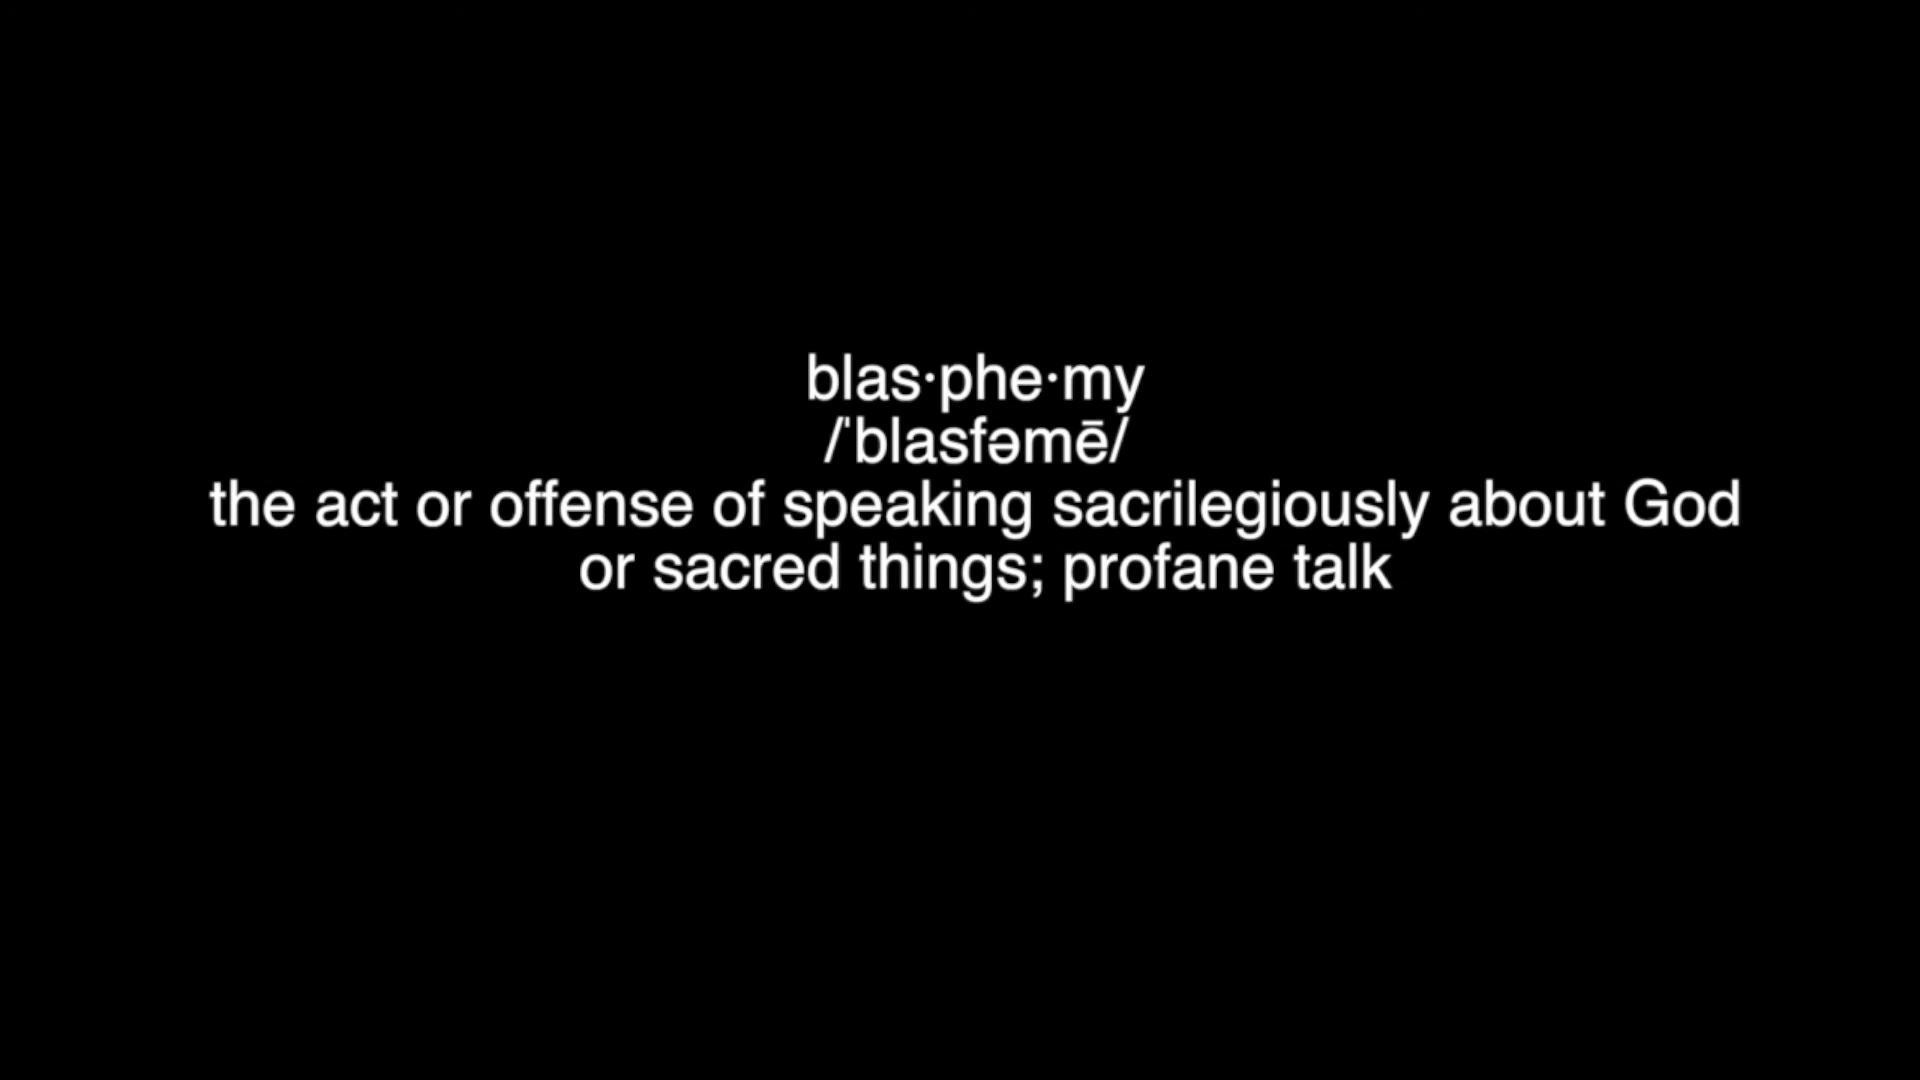 blas·phe·my
/ˈblasfəmē/
the act or offense of speaking sacrilegiously about God
or sacred things; profane talk